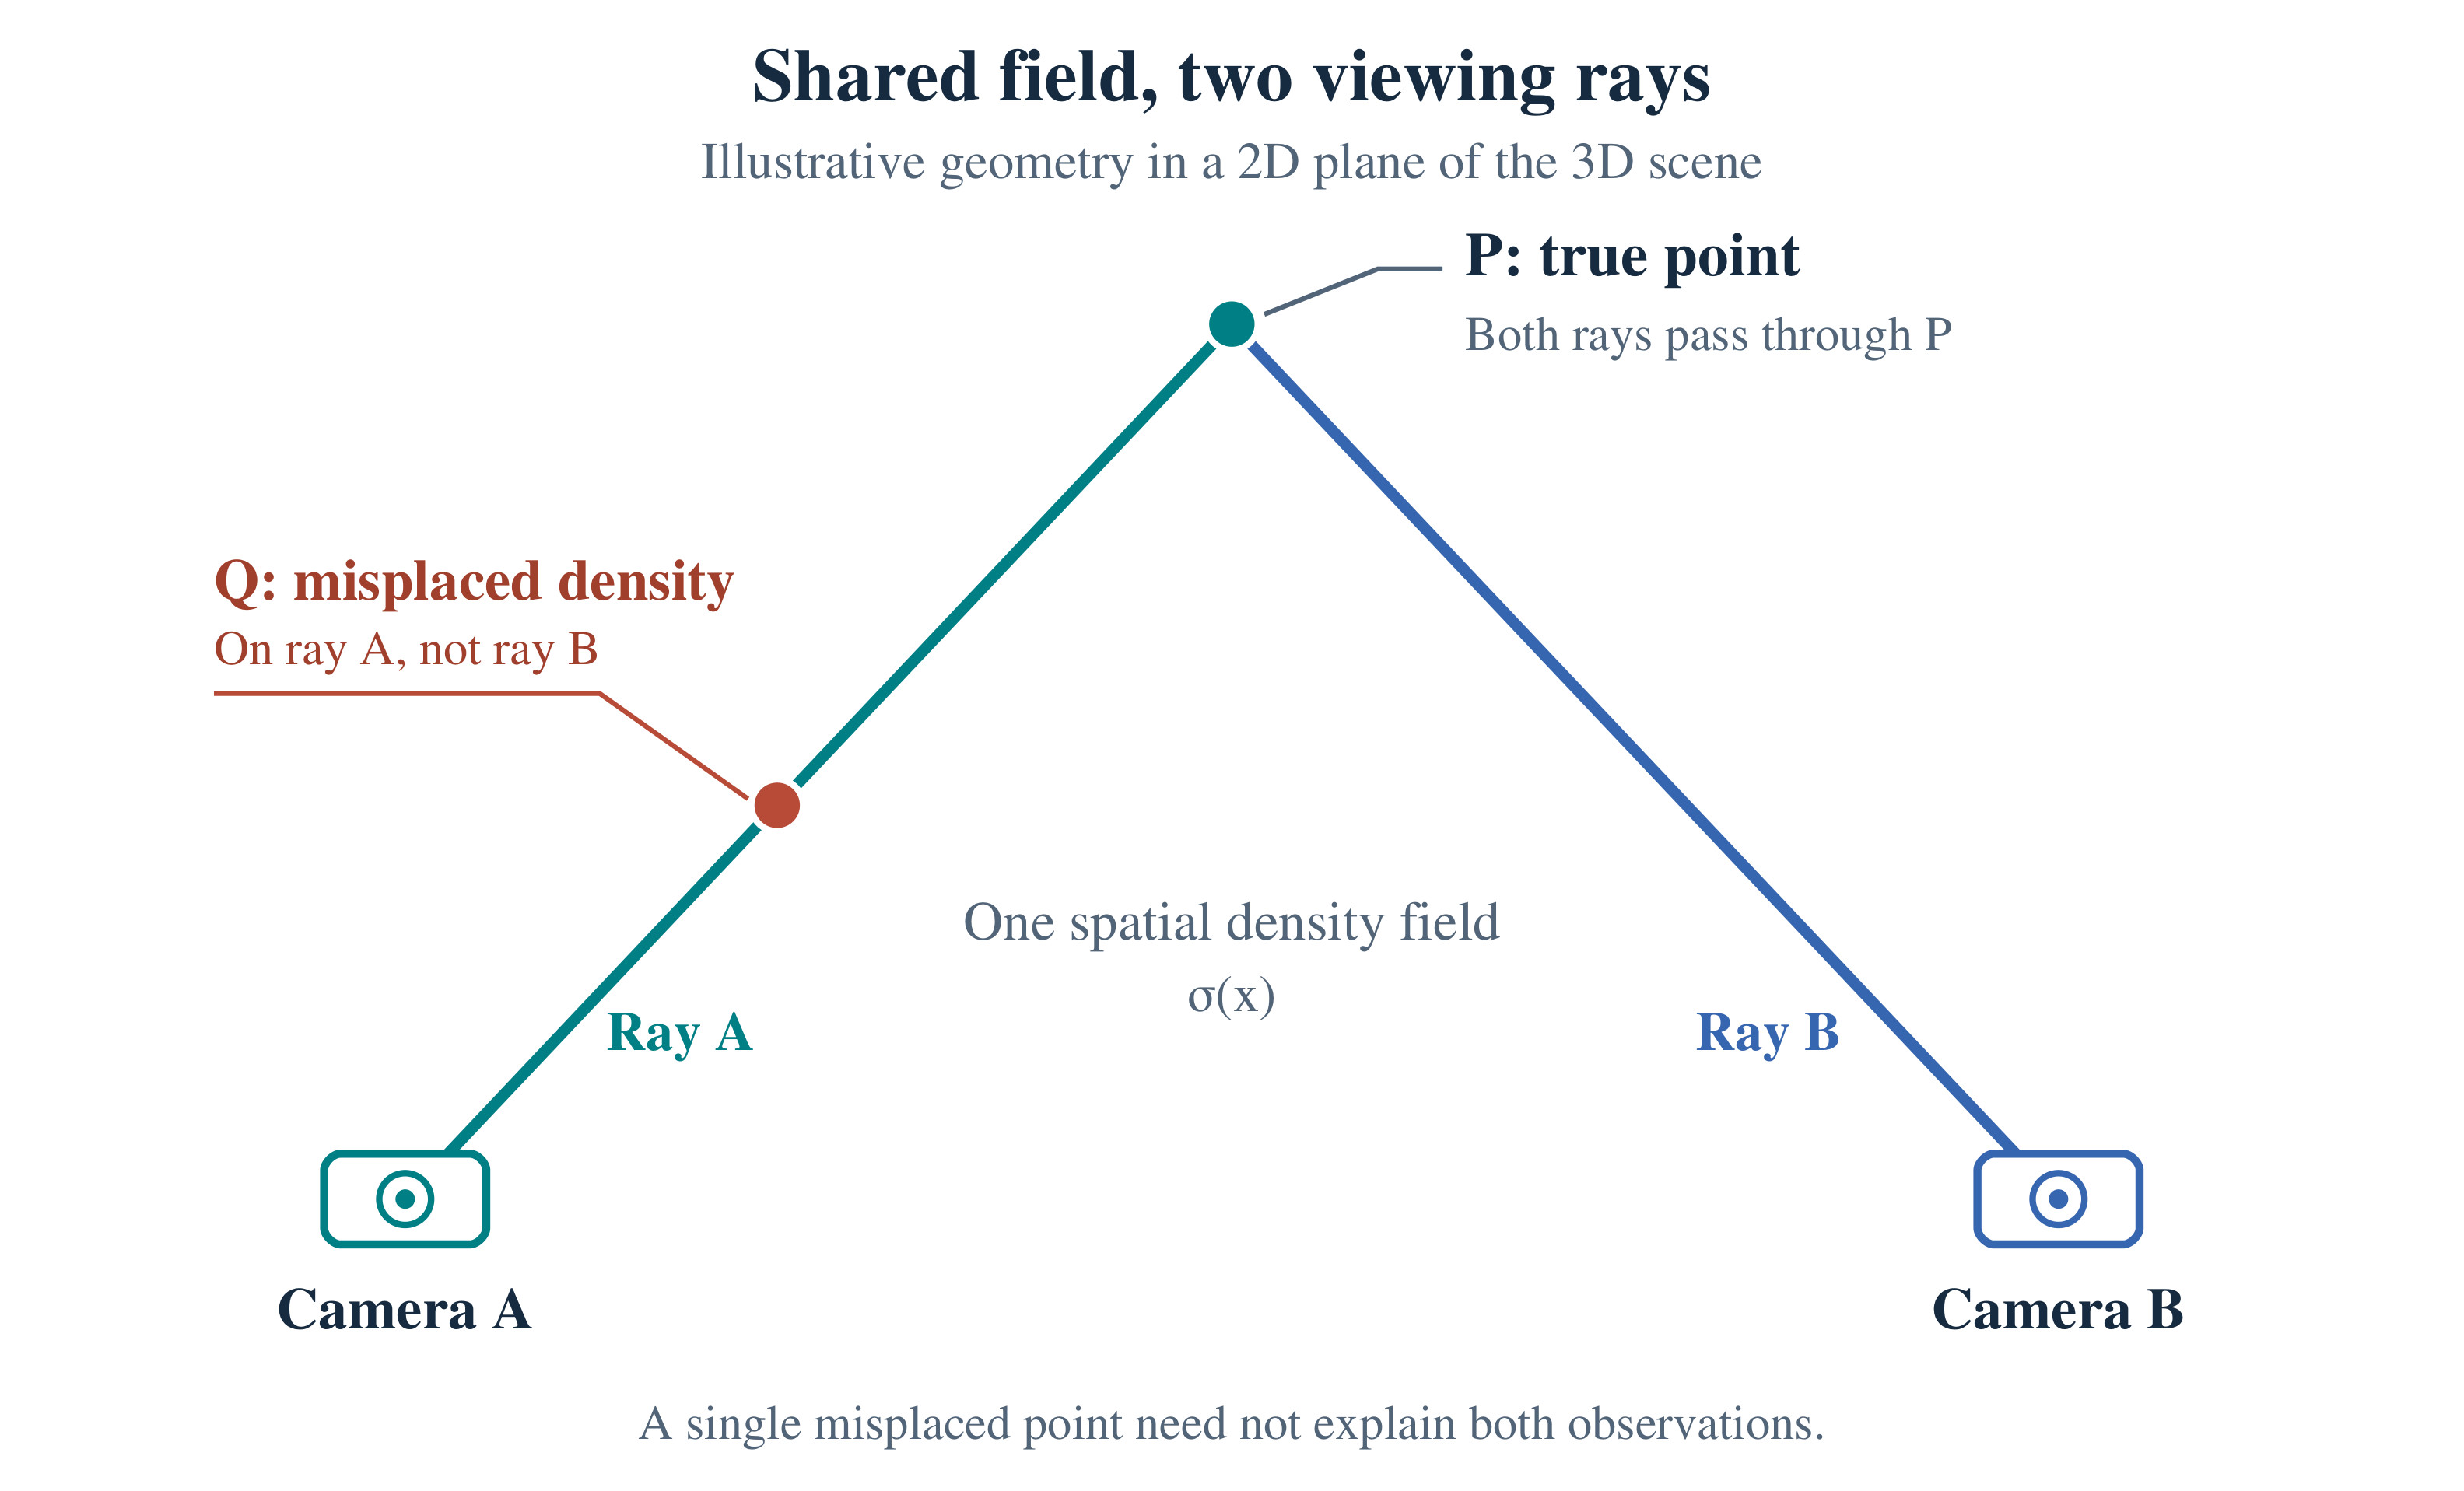 Shared field, two viewing rays
Illustrative geometry in a 2D plane of the 3D scene
P: true point
Both rays pass through P
Q: misplaced density
On ray A, not ray B
One spatial density field
σ(x)
Ray A
Ray B
Camera A
Camera B
A single misplaced point need not explain both observations.